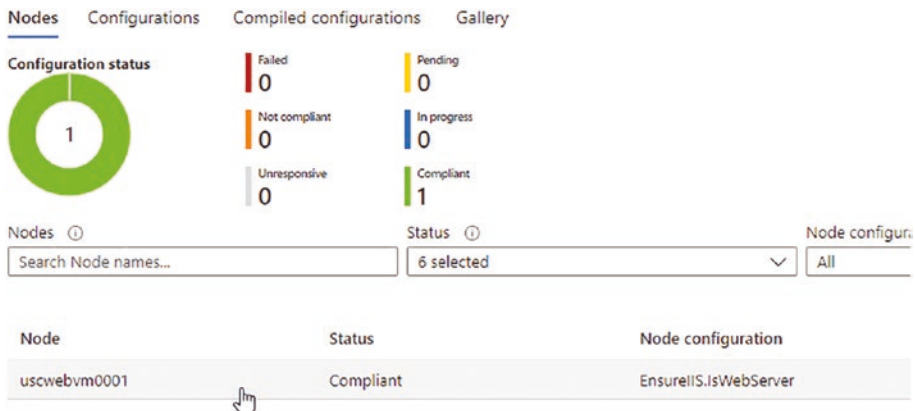 Nodes Configurations Compiled configurations Gallery
Configuration status
1
Failed
0
Pending
0
Not compliant
0
In progress
0
Unresponsive
0
Compliant
1
Nodes
Status
Node configur
Search Node names...
6 selected
All
Node Status Node configuration
uscwebvm0001 Compliant EnsureIIS.IsWebServer